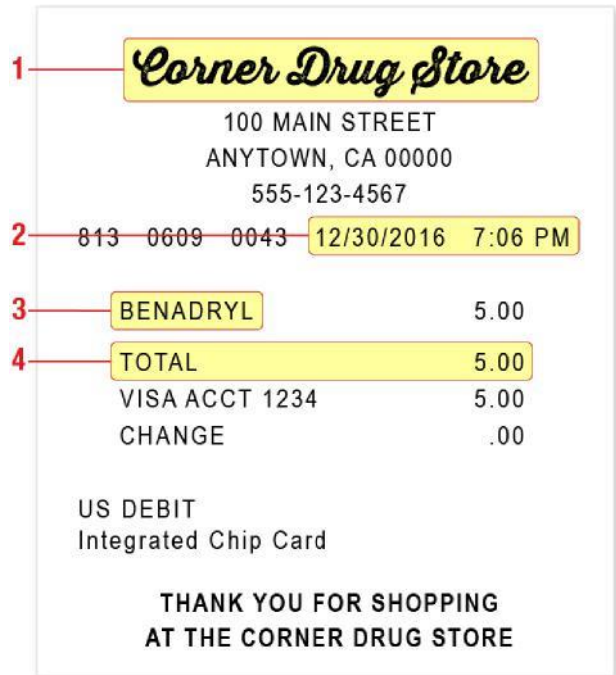 1 Corner Drug Store
100 MAIN STREET
ANYTOWN, CA 00000
555-123-4567
2 813 0609 0043 12/30/2016 7:06 PM
3 BENADRYL 5.00
4 TOTAL 5.00
VISA ACCT 1234 5.00
CHANGE .00
US DEBIT
Integrated Chip Card
THANK YOU FOR SHOPPING
AT THE CORNER DRUG STORE